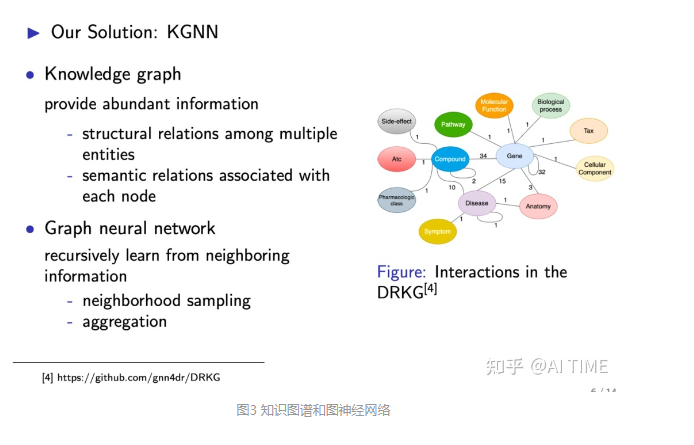 ▶ Our Solution: KGNN
• Knowledge graph
provide abundant information
- structural relations among multiple
entities
- semantic relations associated with
each node
• Graph neural network
recursively learn from neighboring
information
- neighborhood sampling
- aggregation
Molecular
Function
Biological
process
Side-effect
Pathway
Tax
1
1
1
1
1
Atc
1
Compound
34
Gene
1
Cellular
Component
2
32
1
10
15
3
Pharmacologic
class
Disease
1
Anatomy
1
1
Symptom
Figure: Interactions in the
DRKG[4]
[4] https://github.com/gnn4dr/DRKG
知乎 @AI TIME
图3 知识图谱和图神经网络